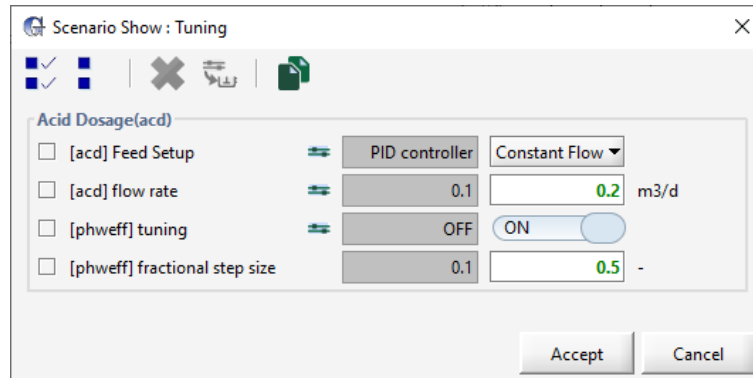 Scenario Show : Tuning
Acid Dosage(acd)
[acd] Feed Setup PID controller Constant Flow
[acd] flow rate 0.1 0.2 m3/d
[phweff] tuning OFF ON
[phweff] fractional step size 0.1 0.5 -
Accept Cancel